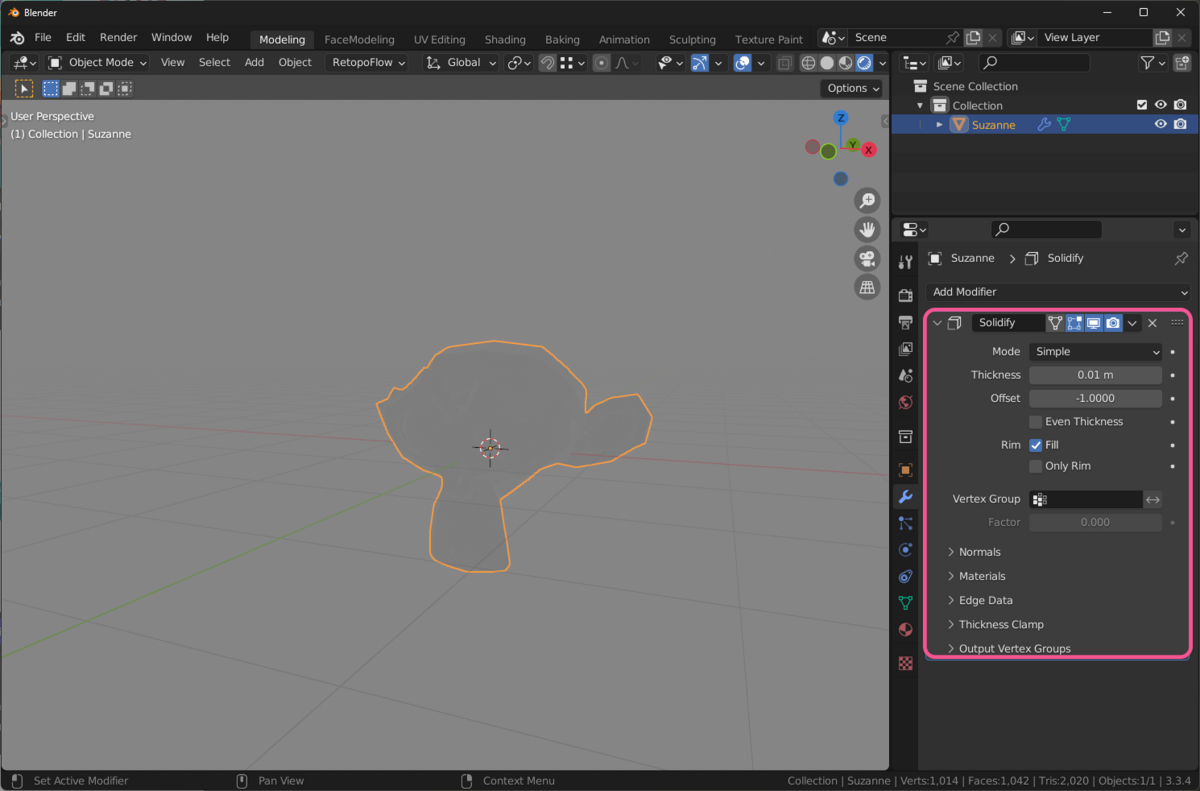 Blender
File Edit Render Window Help Modeling FaceModeling UV Editing Shading Baking Animation Sculpting Texture Paint Scene View Layer
Object Mode View Select Add Object RetopoFlow Global
Options
User Perspective
(1) Collection | Suzanne
Z
Y
X
Scene Collection
Collection
Suzanne
Suzanne Solidify
Add Modifier
Solidify
Mode Simple
Thickness 0.01 m
Offset -1.0000
Even Thickness
Rim Fill
Only Rim
Vertex Group
Factor 0.000
Normals
Materials
Edge Data
Thickness Clamp
Output Vertex Groups
Set Active Modifier Pan View Context Menu Collection | Suzanne | Verts:1,014 | Faces:1,042 | Tris:2,020 | Objects:1/1 | 3.3.4